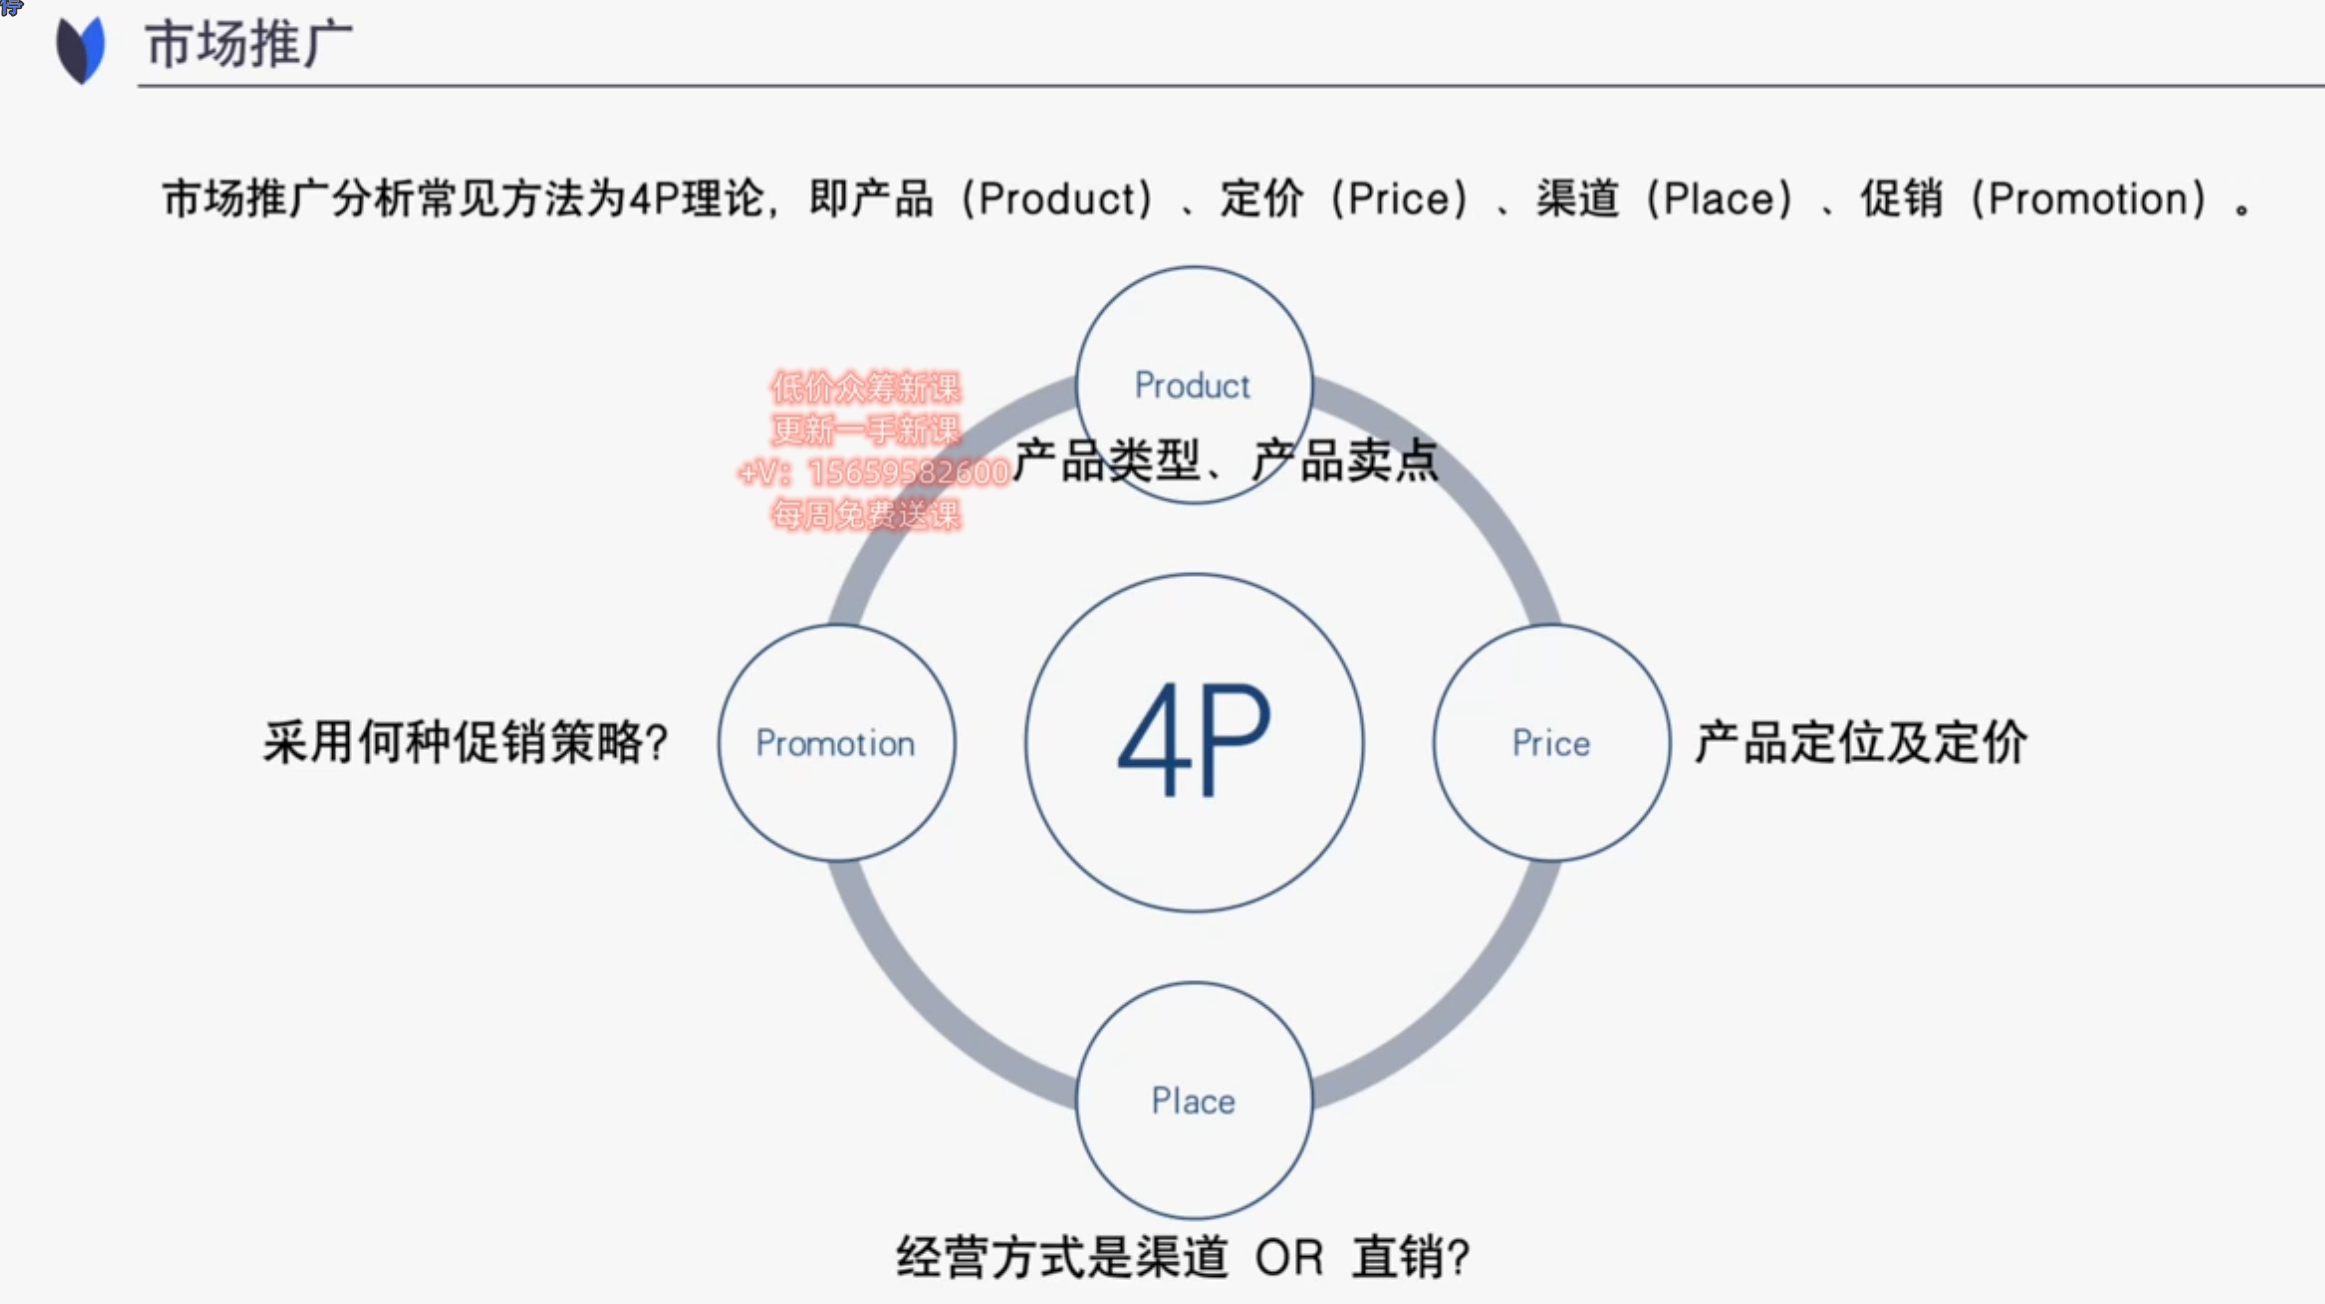 市场推广
市场推广分析常见方法为4P理论，即产品（Product）、定价（Price）、渠道（Place）、促销（Promotion）。
Product
低价众筹新课
更新一手新课
+V：15659582600
每周免费送课
产品类型、产品卖点
采用何种促销策略?
Promotion
4P
Price
产品定位及定价
Place
经营方式是渠道 OR 直销?